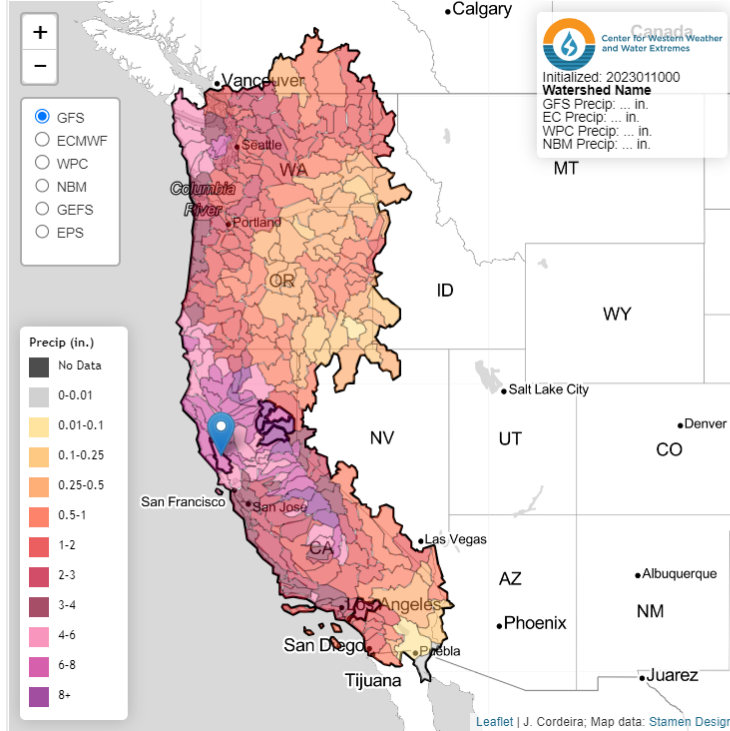 +
−
GFS
ECMWF
WPC
NBM
GEFS
EPS
Calgary
Canada
Center for Western Weather
and Water Extremes
Initialized: 2023011000
Watershed Name
GFS Precip: ... in.
EC Precip: ... in.
WPC Precip: ... in.
NBM Precip: ... in.
Vancouver
Seattle
WA
MT
Columbia
River
Portland
OR
ID
WY
Salt Lake City
NV
UT
Denver
CO
San Francisco
San Jose
CA
Las Vegas
AZ
Albuquerque
NM
Los Angeles
Phoenix
San Diego
Puebla
Tijuana
Juarez
Precip (in.)
No Data
0-0.01
0.01-0.1
0.1-0.25
0.25-0.5
0.5-1
1-2
2-3
3-4
4-6
6-8
8+
Leaflet | J. Cordeira; Map data: Stamen Design